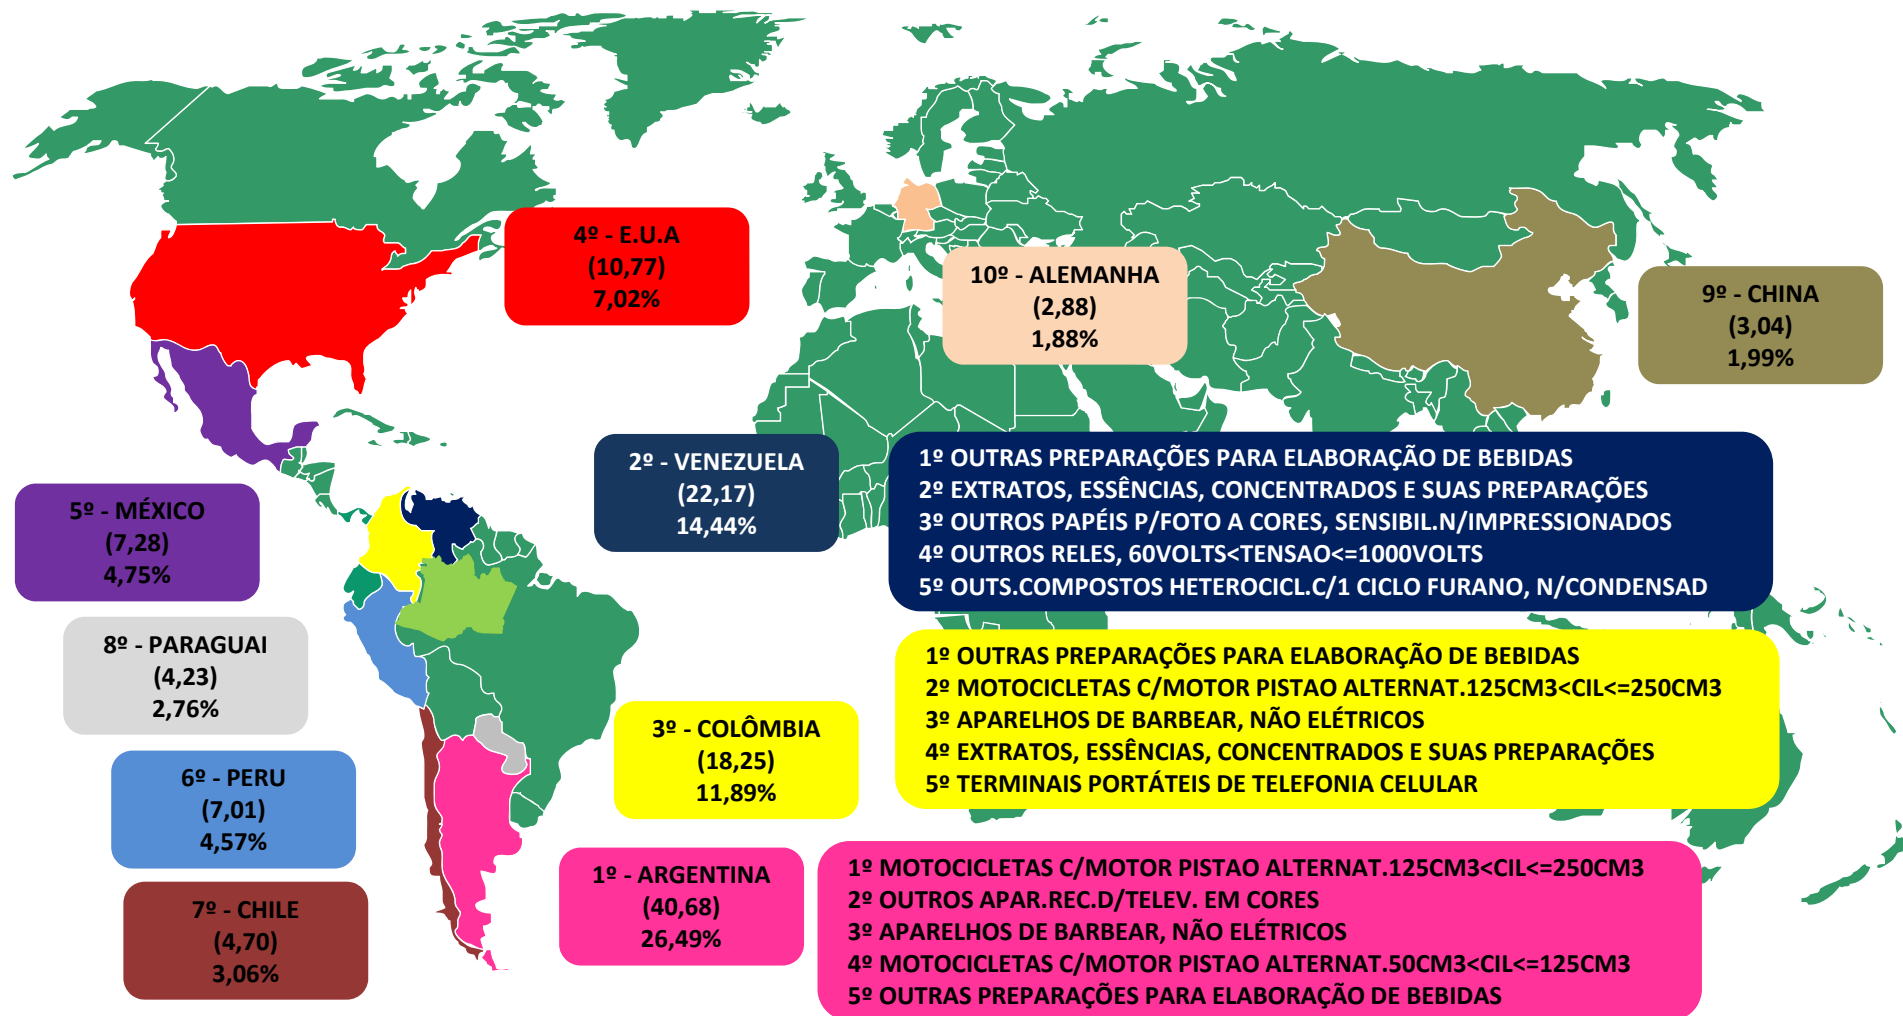 4º - E.U.A
(10,77)
7,02%
10º - ALEMANHA
(2,88)
1,88%
9º - CHINA
(3,04)
1,99%
2º - VENEZUELA
(22,17)
14,44%
1º OUTRAS PREPARAÇÕES PARA ELABORAÇÃO DE BEBIDAS
2º EXTRATOS, ESSÊNCIAS, CONCENTRADOS E SUAS PREPARAÇÕES
3º OUTROS PAPÉIS P/FOTO A CORES, SENSIBIL.N/IMPRESSIONADOS
4º OUTROS RELES, 60VOLTS<TENSAO<=1000VOLTS
5º OUTS.COMPOSTOS HETEROCICL.C/1 CICLO FURANO, N/CONDENSAD
5º - MÉXICO
(7,28)
4,75%
8º - PARAGUAI
(4,23)
2,76%
3º - COLÔMBIA
(18,25)
11,89%
1º OUTRAS PREPARAÇÕES PARA ELABORAÇÃO DE BEBIDAS
2º MOTOCICLETAS C/MOTOR PISTAO ALTERNAT.125CM3<CIL<=250CM3
3º APARELHOS DE BARBEAR, NÃO ELÉTRICOS
4º EXTRATOS, ESSÊNCIAS, CONCENTRADOS E SUAS PREPARAÇÕES
5º TERMINAIS PORTÁTEIS DE TELEFONIA CELULAR
6º - PERU
(7,01)
4,57%
7º - CHILE
(4,70)
3,06%
1º - ARGENTINA
(40,68)
26,49%
1º MOTOCICLETAS C/MOTOR PISTAO ALTERNAT.125CM3<CIL<=250CM3
2º OUTROS APAR.REC.D/TELEV. EM CORES
3º APARELHOS DE BARBEAR, NÃO ELÉTRICOS
4º MOTOCICLETAS C/MOTOR PISTAO ALTERNAT.50CM3<CIL<=125CM3
5º OUTRAS PREPARAÇÕES PARA ELABORAÇÃO DE BEBIDAS